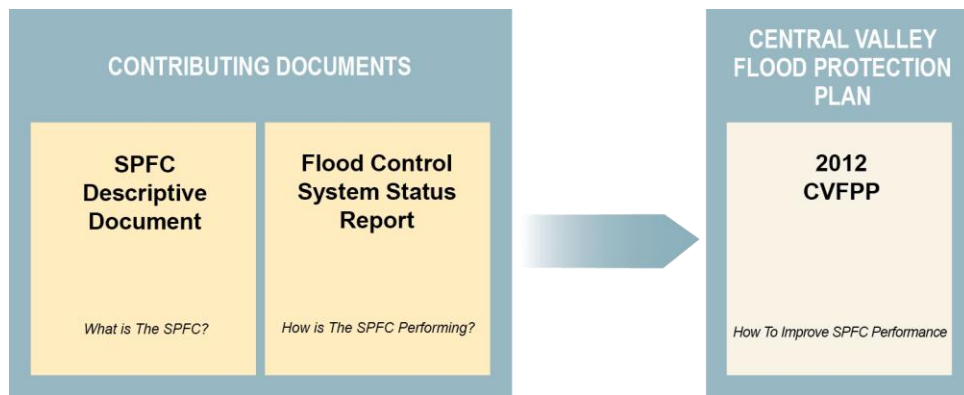 CONTRIBUTING DOCUMENTS
SPFC
Descriptive
Document
What is The SPFC?
Flood Control
System Status
Report
How is The SPFC Performing?
CENTRAL VALLEY
FLOOD PROTECTION
PLAN
2012
CVFPP
How To Improve SPFC Performance